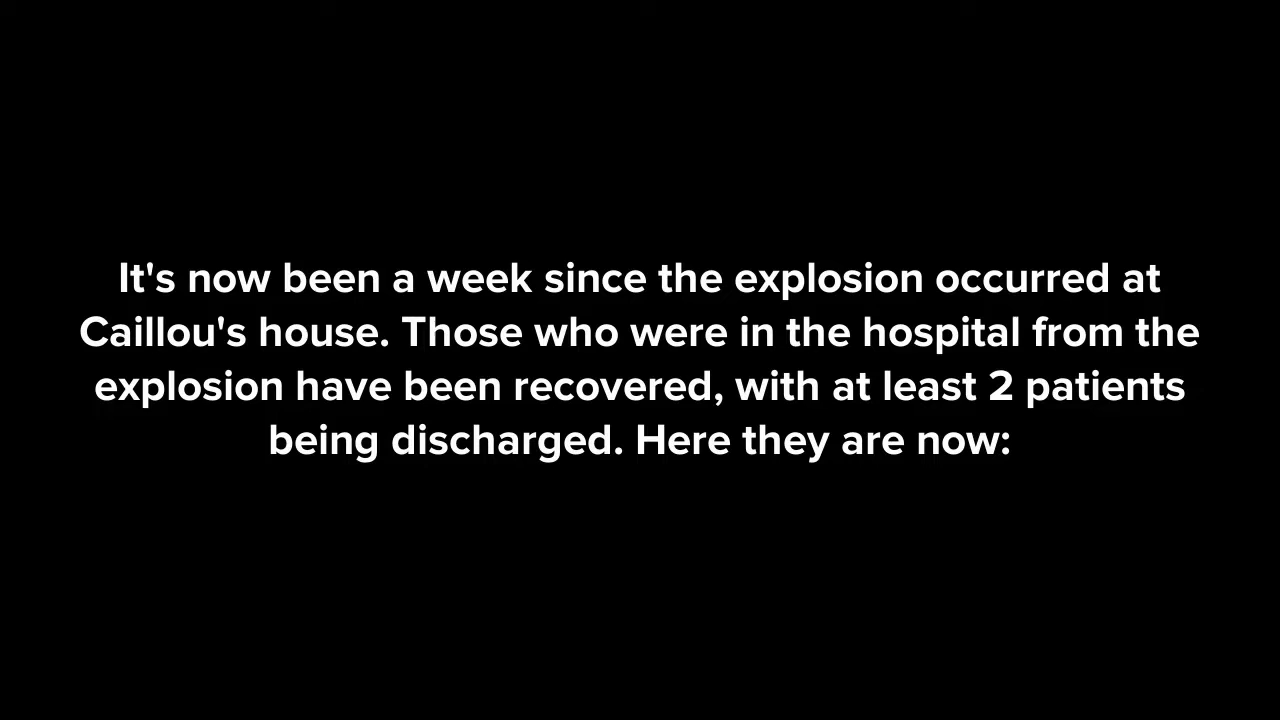 It's now been a week since the explosion occurred at
Caillou's house. Those who were in the hospital from the
explosion have been recovered, with at least 2 patients
being discharged. Here they are now: